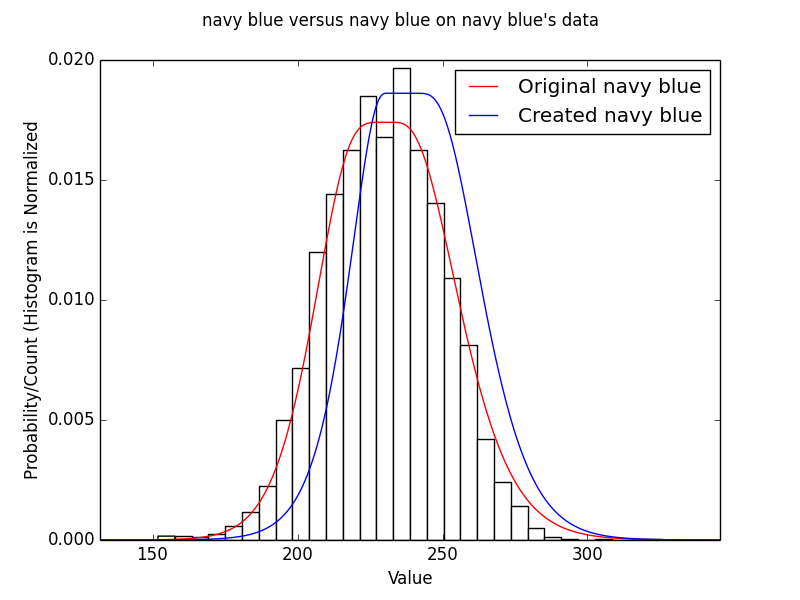 navy blue versus navy blue on navy blue's data
Original navy blue
Created navy blue
0.020
0.015
0.010
0.005
0.000
Probability/Count (Histogram is Normalized
150
200
250
300
Value